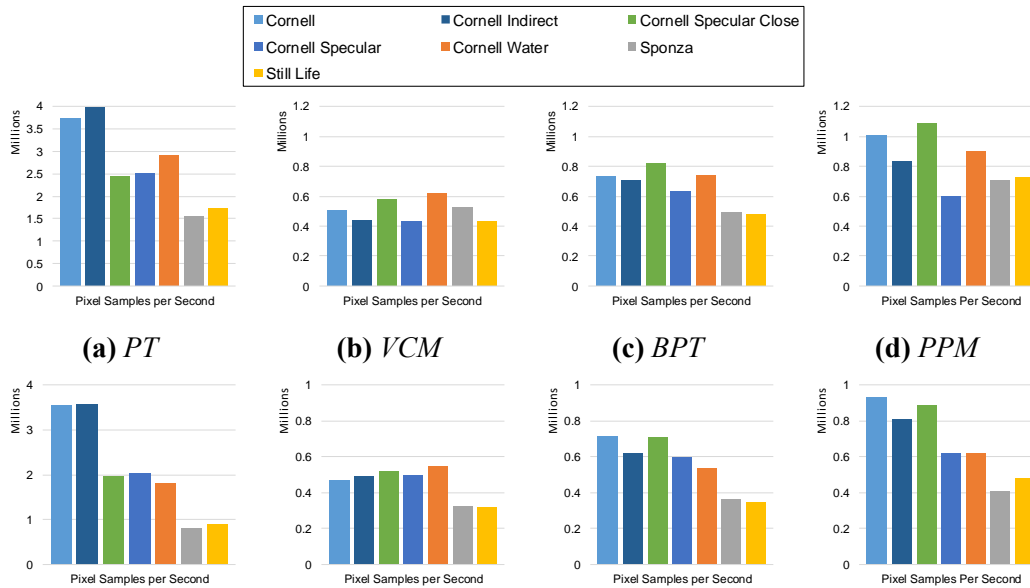 Cornell
Cornell Indirect
Cornell Specular Close
Cornell Specular
Cornell Water
Sponza
Still Life
Millions
4
3.5
3
2.5
2
1.5
1
0.5
0
Pixel Samples per Second
(a) PT
Millions
1.2
1
0.8
0.6
0.4
0.2
0
Pixel Samples per Second
(b) VCM
Millions
1.2
1
0.8
0.6
0.4
0.2
0
Pixel Samples per Second
(c) BPT
Millions
1.2
1
0.8
0.6
0.4
0.2
0
Pixel Samples Per Second
(d) PPM
Millions
4
3
2
1
0
Pixel Samples per Second
Millions
1
0.8
0.6
0.4
0.2
0
Pixel Samples per Second
Millions
1
0.8
0.6
0.4
0.2
0
Pixel Samples per Second
Millions
1
0.8
0.6
0.4
0.2
0
Pixel Samples per Second